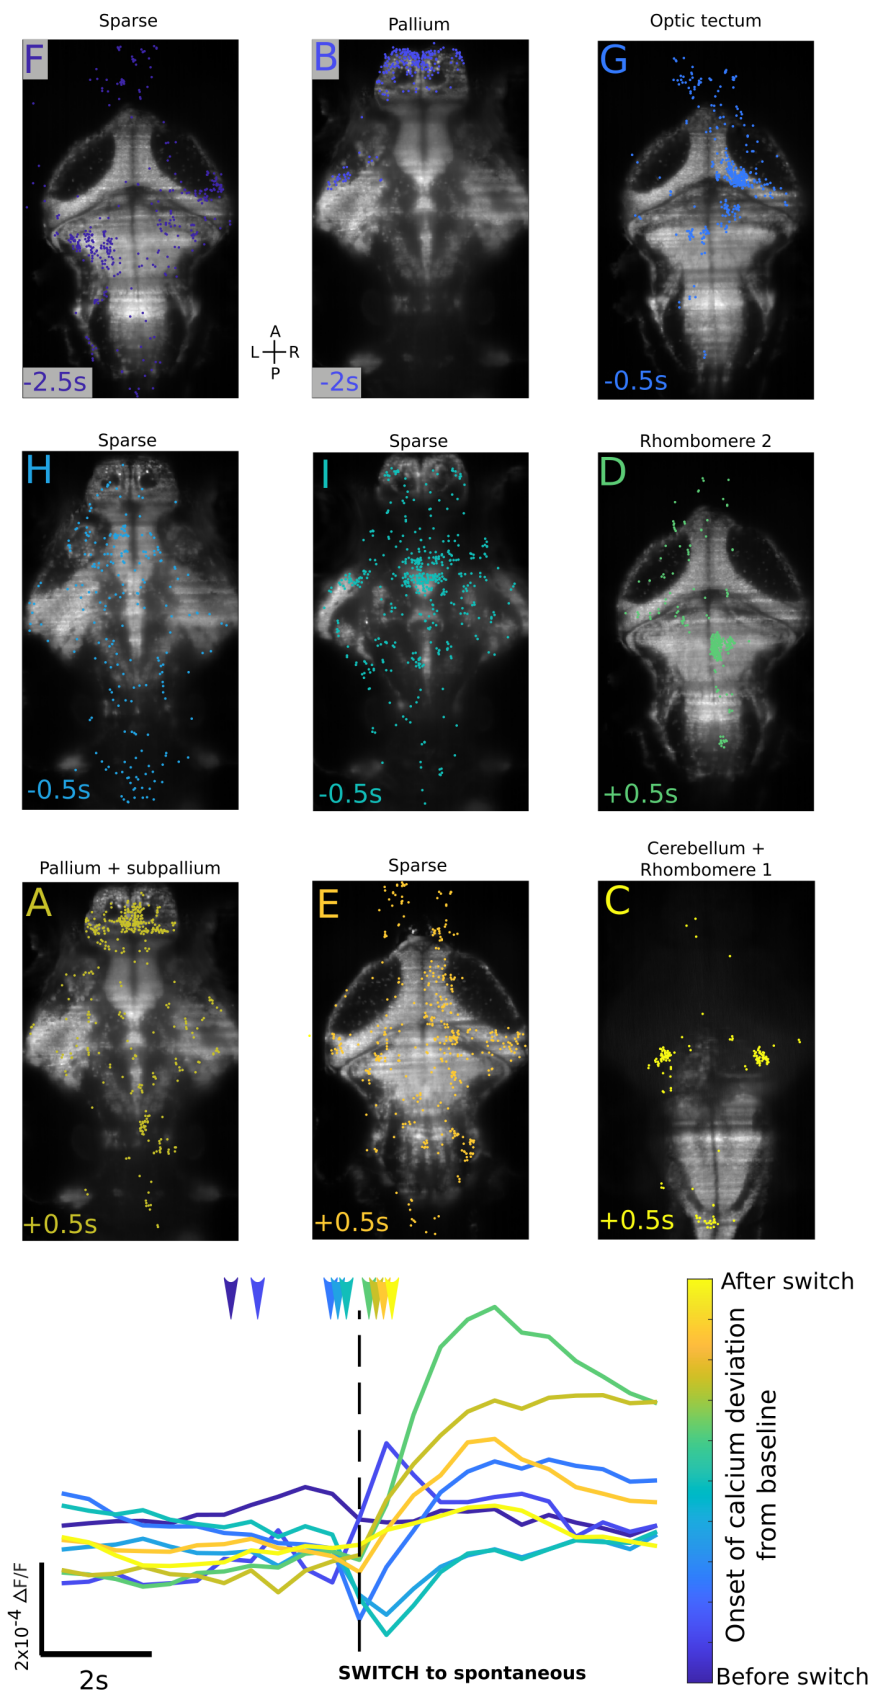 Sparse
Pallium
Optic tectum
F
B
G
A
L
R
P
-2.5s
-2s
-0.5s
Sparse
Sparse
Rhombomere 2
H
I
D
-0.5s
-0.5s
+0.5s
Pallium + subpallium
Sparse
Cerebellum +
Rhombomere 1
A
E
C
+0.5s
+0.5s
+0.5s
After switch
Onset of calcium deviation
from baseline
Before switch
2x10⁻⁴ ΔF/F
2s
SWITCH to spontaneous